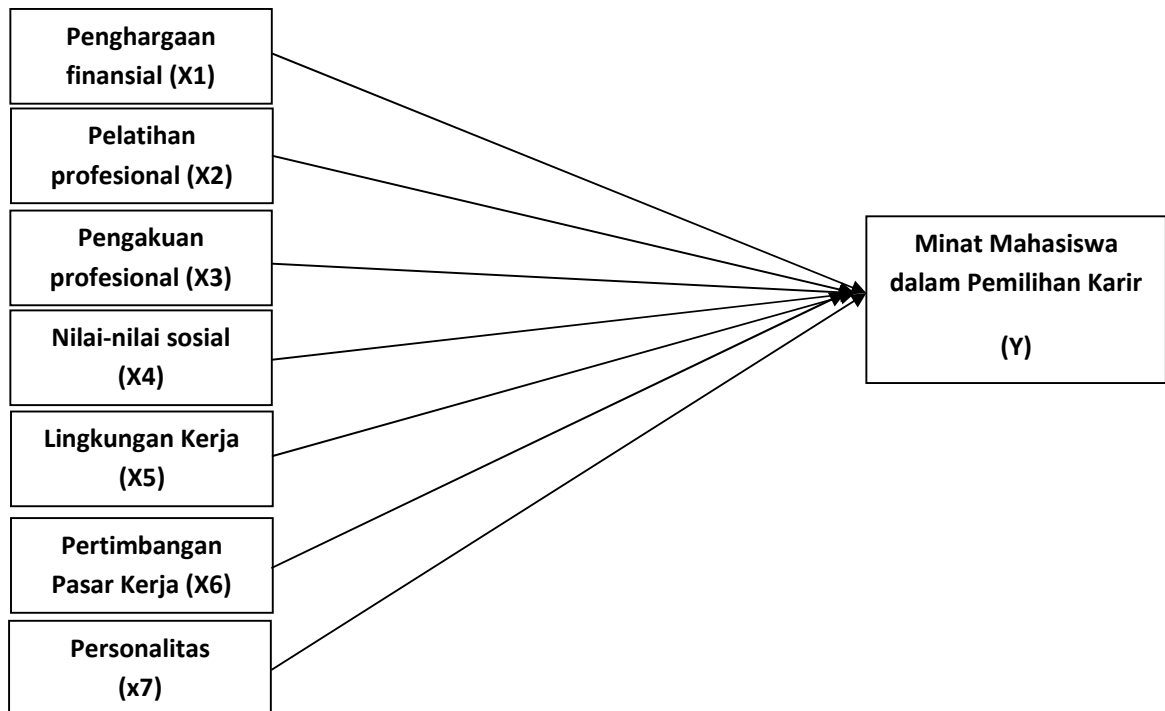 Penghargaan
finansial (X1)
Pelatihan
profesional (X2)
Pengakuan
profesional (X3)
Nilai-nilai sosial
(X4)
Lingkungan Kerja
(X5)
Pertimbangan
Pasar Kerja (X6)
Personalitas
(x7)
Minat Mahasiswa
dalam Pemilihan Karir
(Y)